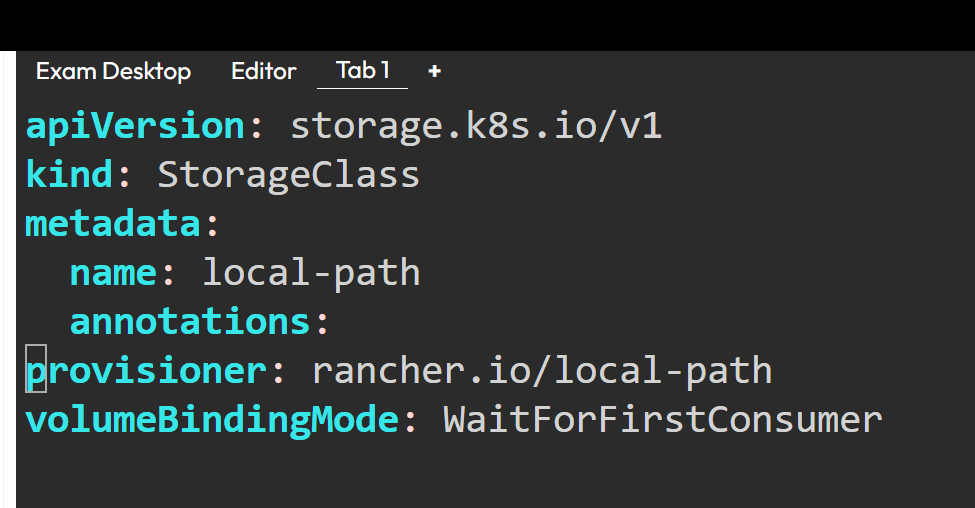 Exam Desktop Editor Tab 1 +
apiVersion: storage.k8s.io/v1
kind: StorageClass
metadata:
  name: local-path
  annotations:
provisioner: rancher.io/local-path
volumeBindingMode: WaitForFirstConsumer